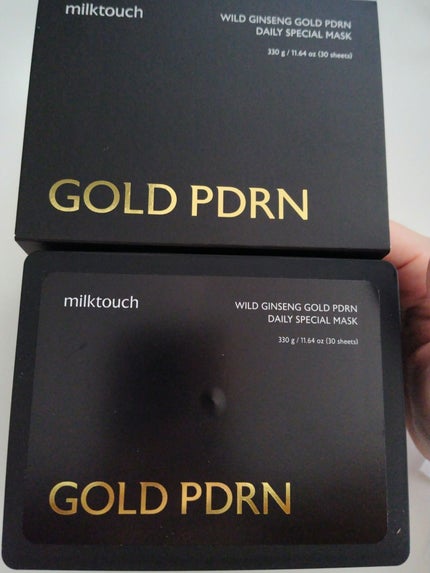 milktouch
WILD GINSENG GOLD PDRN
DAILY SPECIAL MASK
330 g / 11.64 oz (30 sheets)
GOLD PDRN
milktouch
WILD GINSENG GOLD PDRN
DAILY SPECIAL MASK
330 g / 11.64 oz (30 sheets)
GOLD PDRN